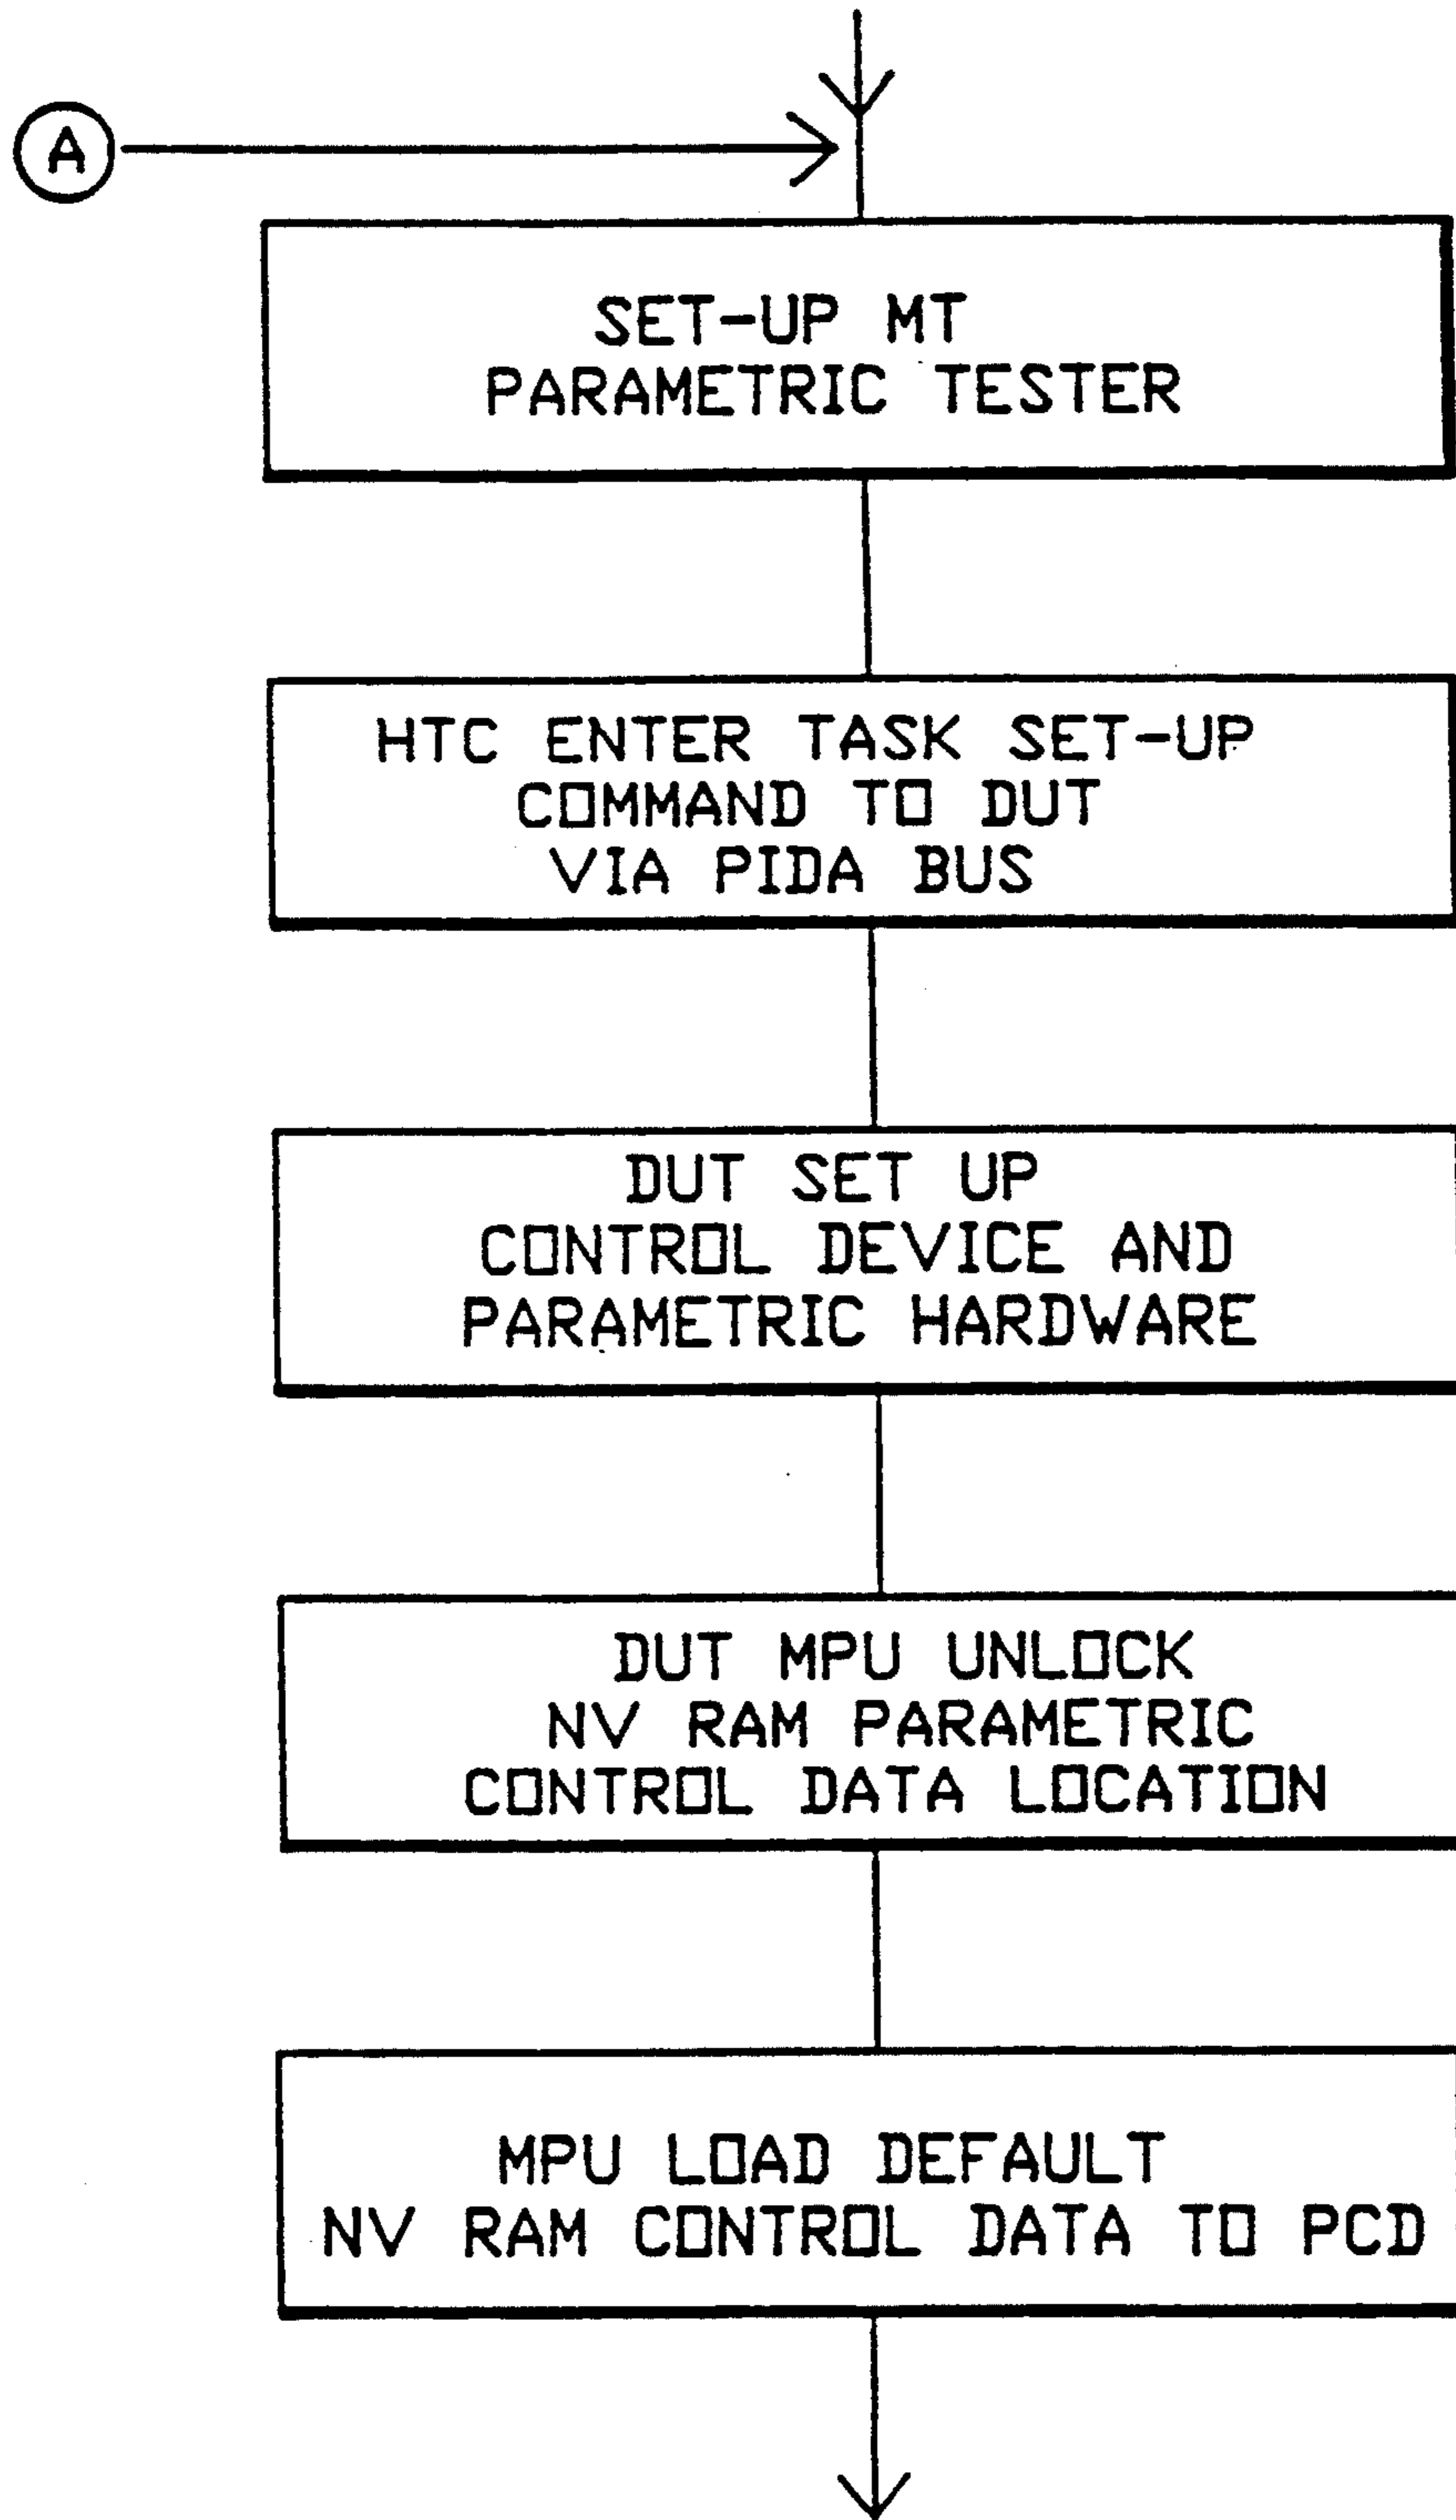 A
SET-UP MT
PARAMETRIC TESTER
HTC ENTER TASK SET-UP
COMMAND TO DUT
VIA PIDA BUS
DUT SET UP
CONTROL DEVICE AND
PARAMETRIC HARDWARE
DUT MPU UNLOCK
NV RAM PARAMETRIC
CONTROL DATA LOCATION
MPU LOAD DEFAULT
NV RAM CONTROL DATA TO PCD